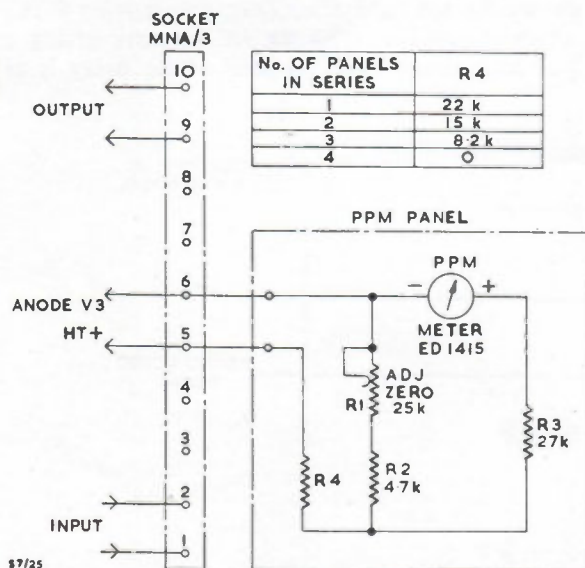 SOCKET
MNA/3
10
OUTPUT
9
8
7
6
ANODE V3
HT+
5
4
3
2
INPUT
1
No. OF PANELS
IN SERIES
R4
1
22 k
2
15 k
3
8·2 k
4
O
PPM PANEL
PPM
−
+
METER
ED 1415
ADJ
ZERO
R1
25k
R3
27k
R4
R2
4·7k
S7/25